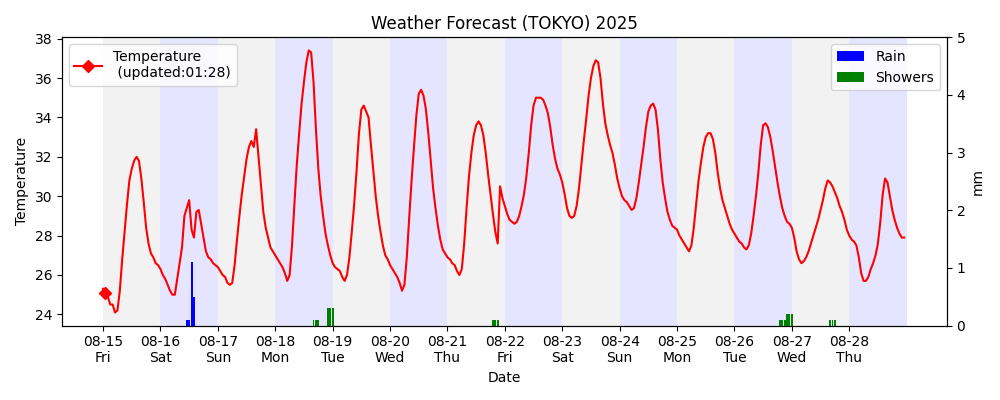 Weather Forecast (TOKYO) 2025
Temperature
(updated:01:28)
Rain
Showers
Temperature
38
36
34
32
30
28
26
24
5
4
3
2
1
0
mm
08-15 08-16 08-17 08-18 08-19 08-20 08-21 08-22 08-23 08-24 08-25 08-26 08-27 08-28
Fri Sat Sun Mon Tue Wed Thu Fri Sat Sun Mon Tue Wed Thu
Date